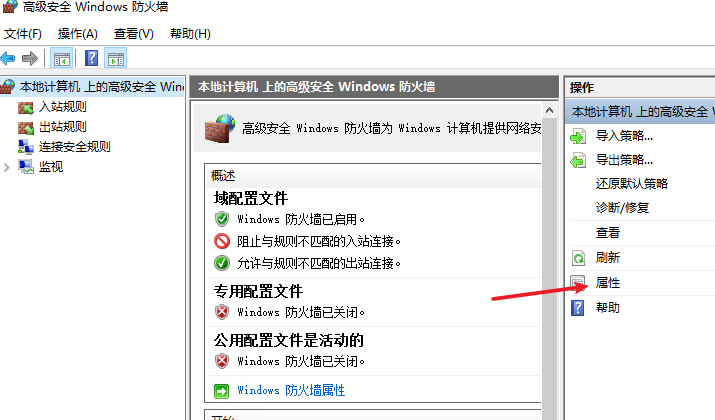 高级安全 Windows 防火墙
文件(F) 操作(A) 查看(V) 帮助(H)
本地计算机 上的高级安全 Win
入站规则
出站规则
连接安全规则
监视
本地计算机 上的高级安全 Windows 防火墙
高级安全 Windows 防火墙为 Windows 计算机提供网络安
概述
域配置文件
Windows 防火墙已启用。
阻止与规则不匹配的入站连接。
允许与规则不匹配的出站连接。
专用配置文件
Windows 防火墙已关闭。
公用配置文件是活动的
Windows 防火墙已关闭。
Windows 防火墙属性
开始
操作
本地计算机 上的高级安全
导入策略...
导出策略...
还原默认策略
诊断/修复
查看
刷新
属性
帮助